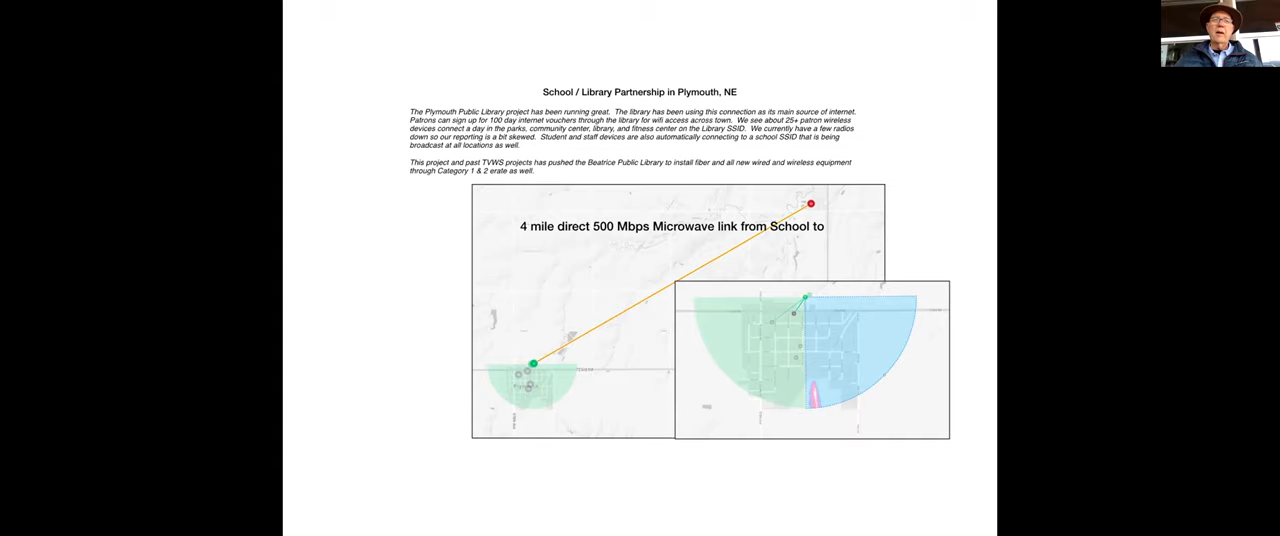 School / Library Partnership in Plymouth, NE
The Plymouth Public Library project has been running great. The library has been using this connection as its main source of internet.
Patrons can sign up for 100 day internet vouchers through the library for wifi access across town. We see about 25+ patron wireless
devices connect a day in the parks, community center, library, and fitness center on the Library SSID. We currently have a few radios
down so our reporting is a bit skewed. Student and staff devices are also automatically connecting to a school SSID that is being
broadcast at all locations as well.
This project and past TVWS projects has pushed the Beatrice Public Library to install fiber and all new wired and wireless equipment
through Category 1 & 2 erate as well.
4 mile direct 500 Mbps Microwave link from School to